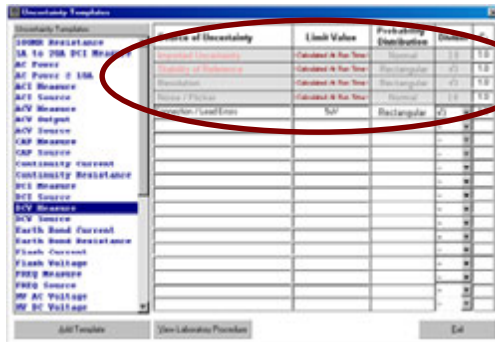 Uncertainty Templates
Uncertainty Templates
100MR Resistance
1A to 20A DCI Measure
AC Power
AC Power @ 10A
ACI Measure
ACI Source
ACV Measure
ACV Output
ACV Source
CAP Measure
CAP Source
Continuity Current
Continuity Resistance
DCI Measure
DCI Source
DCV Measure
DCV Source
Earth Bond Current
Earth Bond Resistance
Flash Current
Flash Voltage
FREQ Measure
FREQ Source
HV AC Voltage
HV DC Voltage
Source of Uncertainty Limit Value Probability Distribution Divisor
Imported Uncertainty Calculated At Run Time Normal 1.0
Stability of Reference Calculated At Run Time Rectangular √3 1.0
Resolution Calculated At Run Time Rectangular √3 1.0
Noise / Flicker Calculated At Run Time Normal 1.0
Connection / Lead Errors 5uV Rectangular √3 1.0
Add Template View Laboratory Procedure Exit